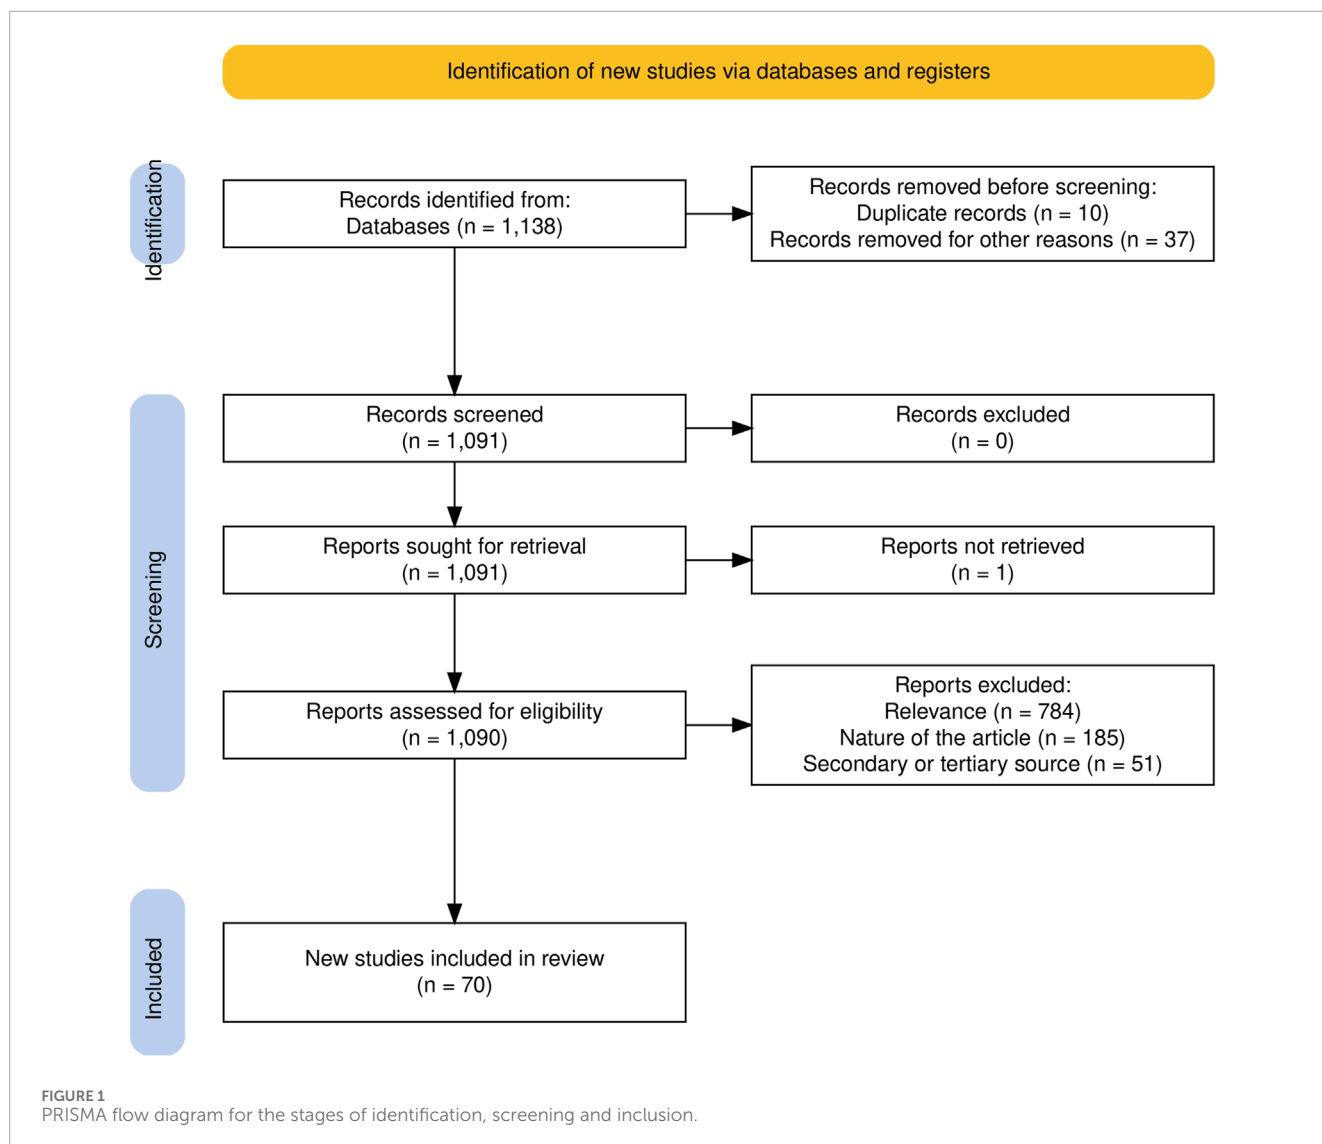 Identification of new studies via databases and registers
Identification
Records identified from:
Databases (n = 1,138)
Records removed before screening:
Duplicate records (n = 10)
Records removed for other reasons (n = 37)
Screening
Records screened
(n = 1,091)
Records excluded
(n = 0)
Reports sought for retrieval
(n = 1,091)
Reports not retrieved
(n = 1)
Reports assessed for eligibility
(n = 1,090)
Reports excluded:
Relevance (n = 784)
Nature of the article (n = 185)
Secondary or tertiary source (n = 51)
Included
New studies included in review
(n = 70)
FIGURE 1
PRISMA flow diagram for the stages of identification, screening and inclusion.